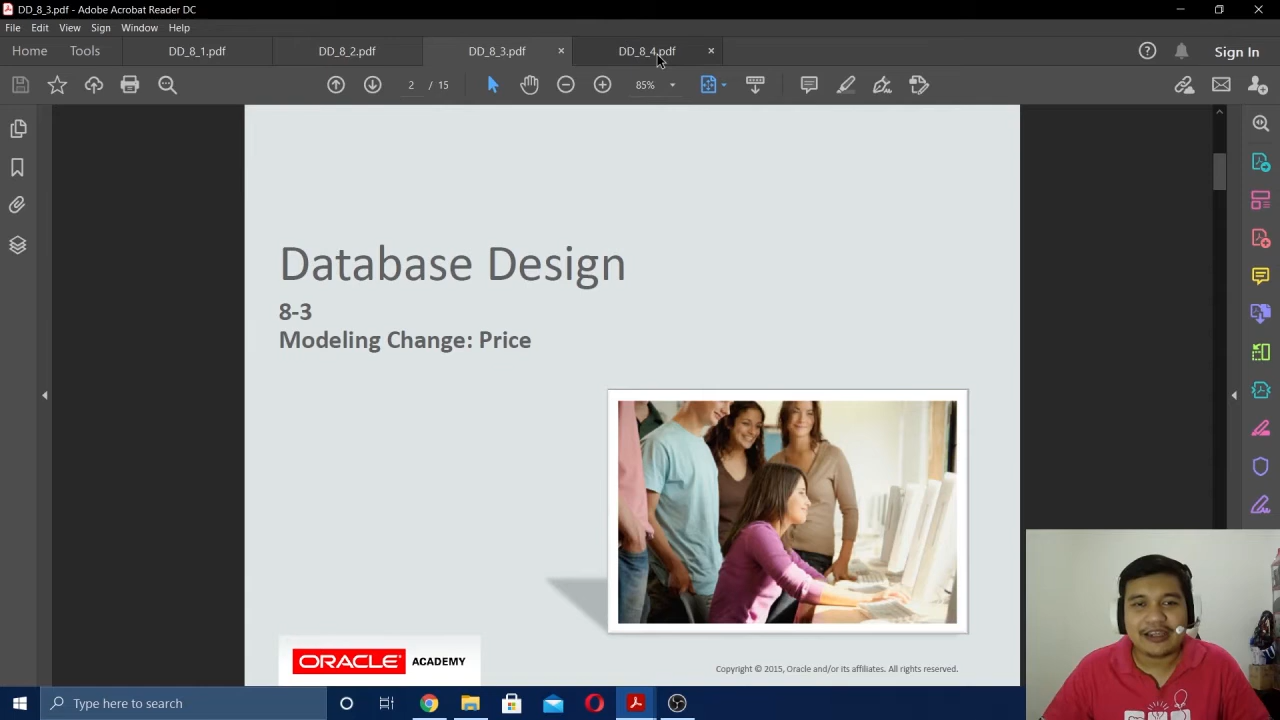 DD_8_3.pdf - Adobe Acrobat Reader DC
File Edit View Sign Window Help
Home Tools DD_8_1.pdf DD_8_2.pdf DD_8_3.pdf × DD_8_4.pdf × Sign In
2 / 15 85%
Database Design
8-3
Modeling Change: Price
ORACLE ACADEMY
Copyright © 2015, Oracle and/or its affiliates. All rights reserved.
Type here to search